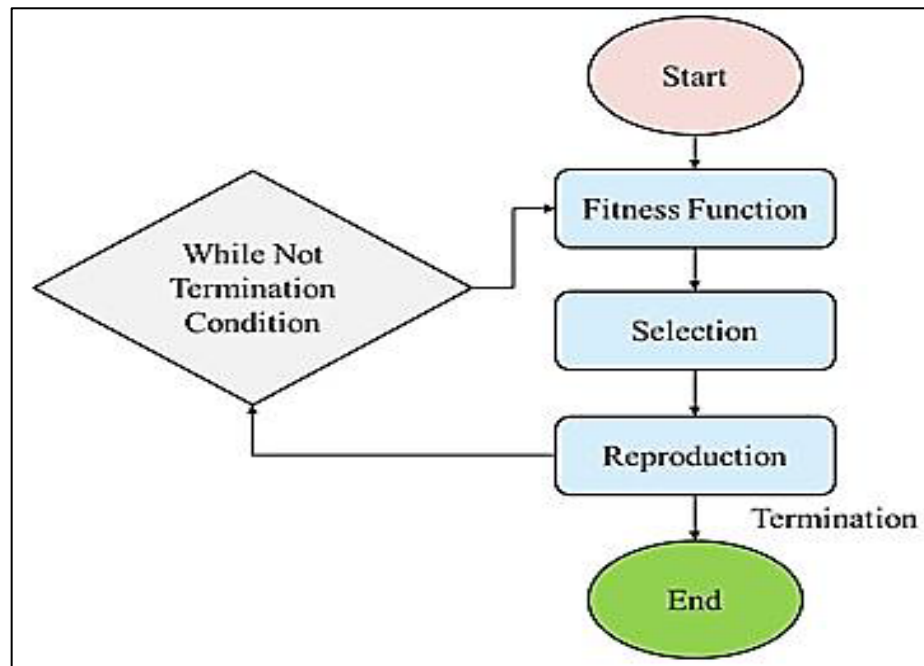 Start
Fitness Function
While Not
Termination
Condition
Selection
Reproduction
Termination
End